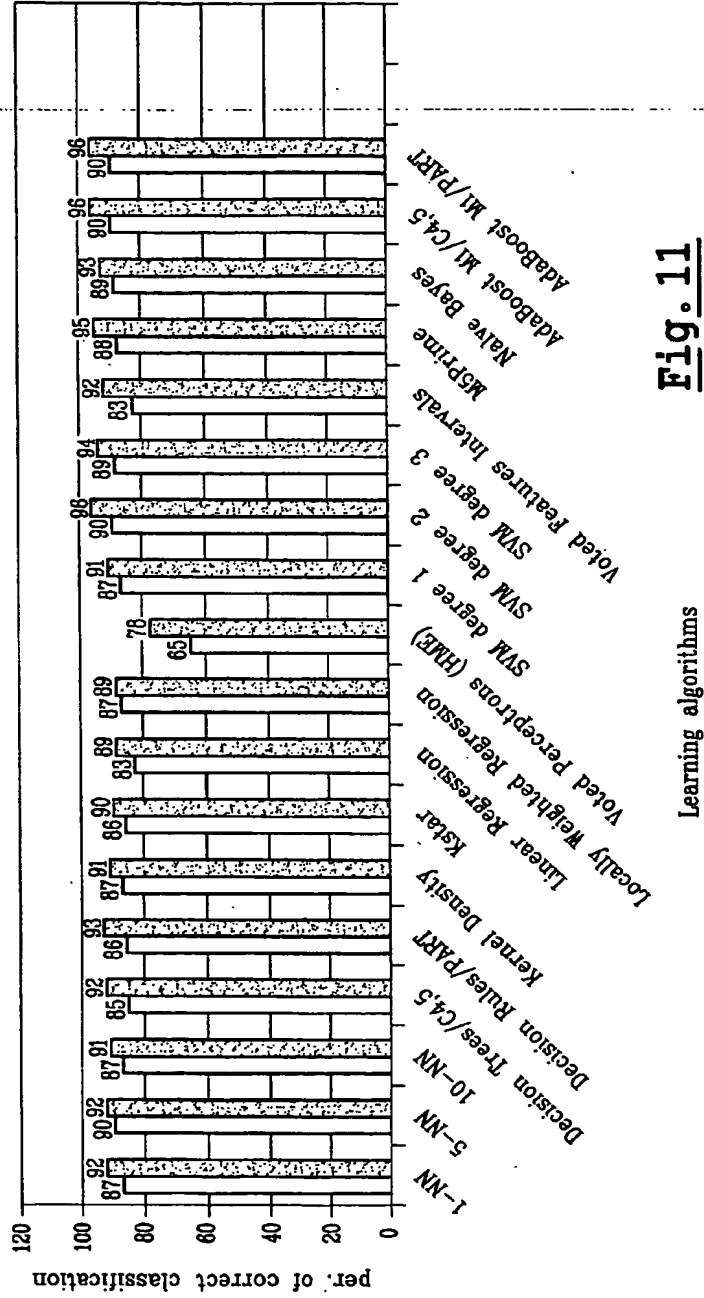 per. of correct classification
120
100
80
60
40
20
0
87 92
90 92
87 91
85 92
86 93
87 91
86 90
83 89
87 89
65 78
87 91
90
89 94
83 92
88 95
89 93
90 96
90 96
1-NN
5-NN
10-NN
Decision Trees/C4,5
Decision Rules/PART
Kernel Density
Kstar
Linear Regression
Locally Weighted Regression
Voted Perceptrons (HME)
SVM degree 1
SVM degree 2
SVM degree 3
Voted Features Intervals
M5Prime
Naive Bayes
AdaBoost M1/C4,5
AdaBoost M1/PART
Learning algorithms
Fig. 11